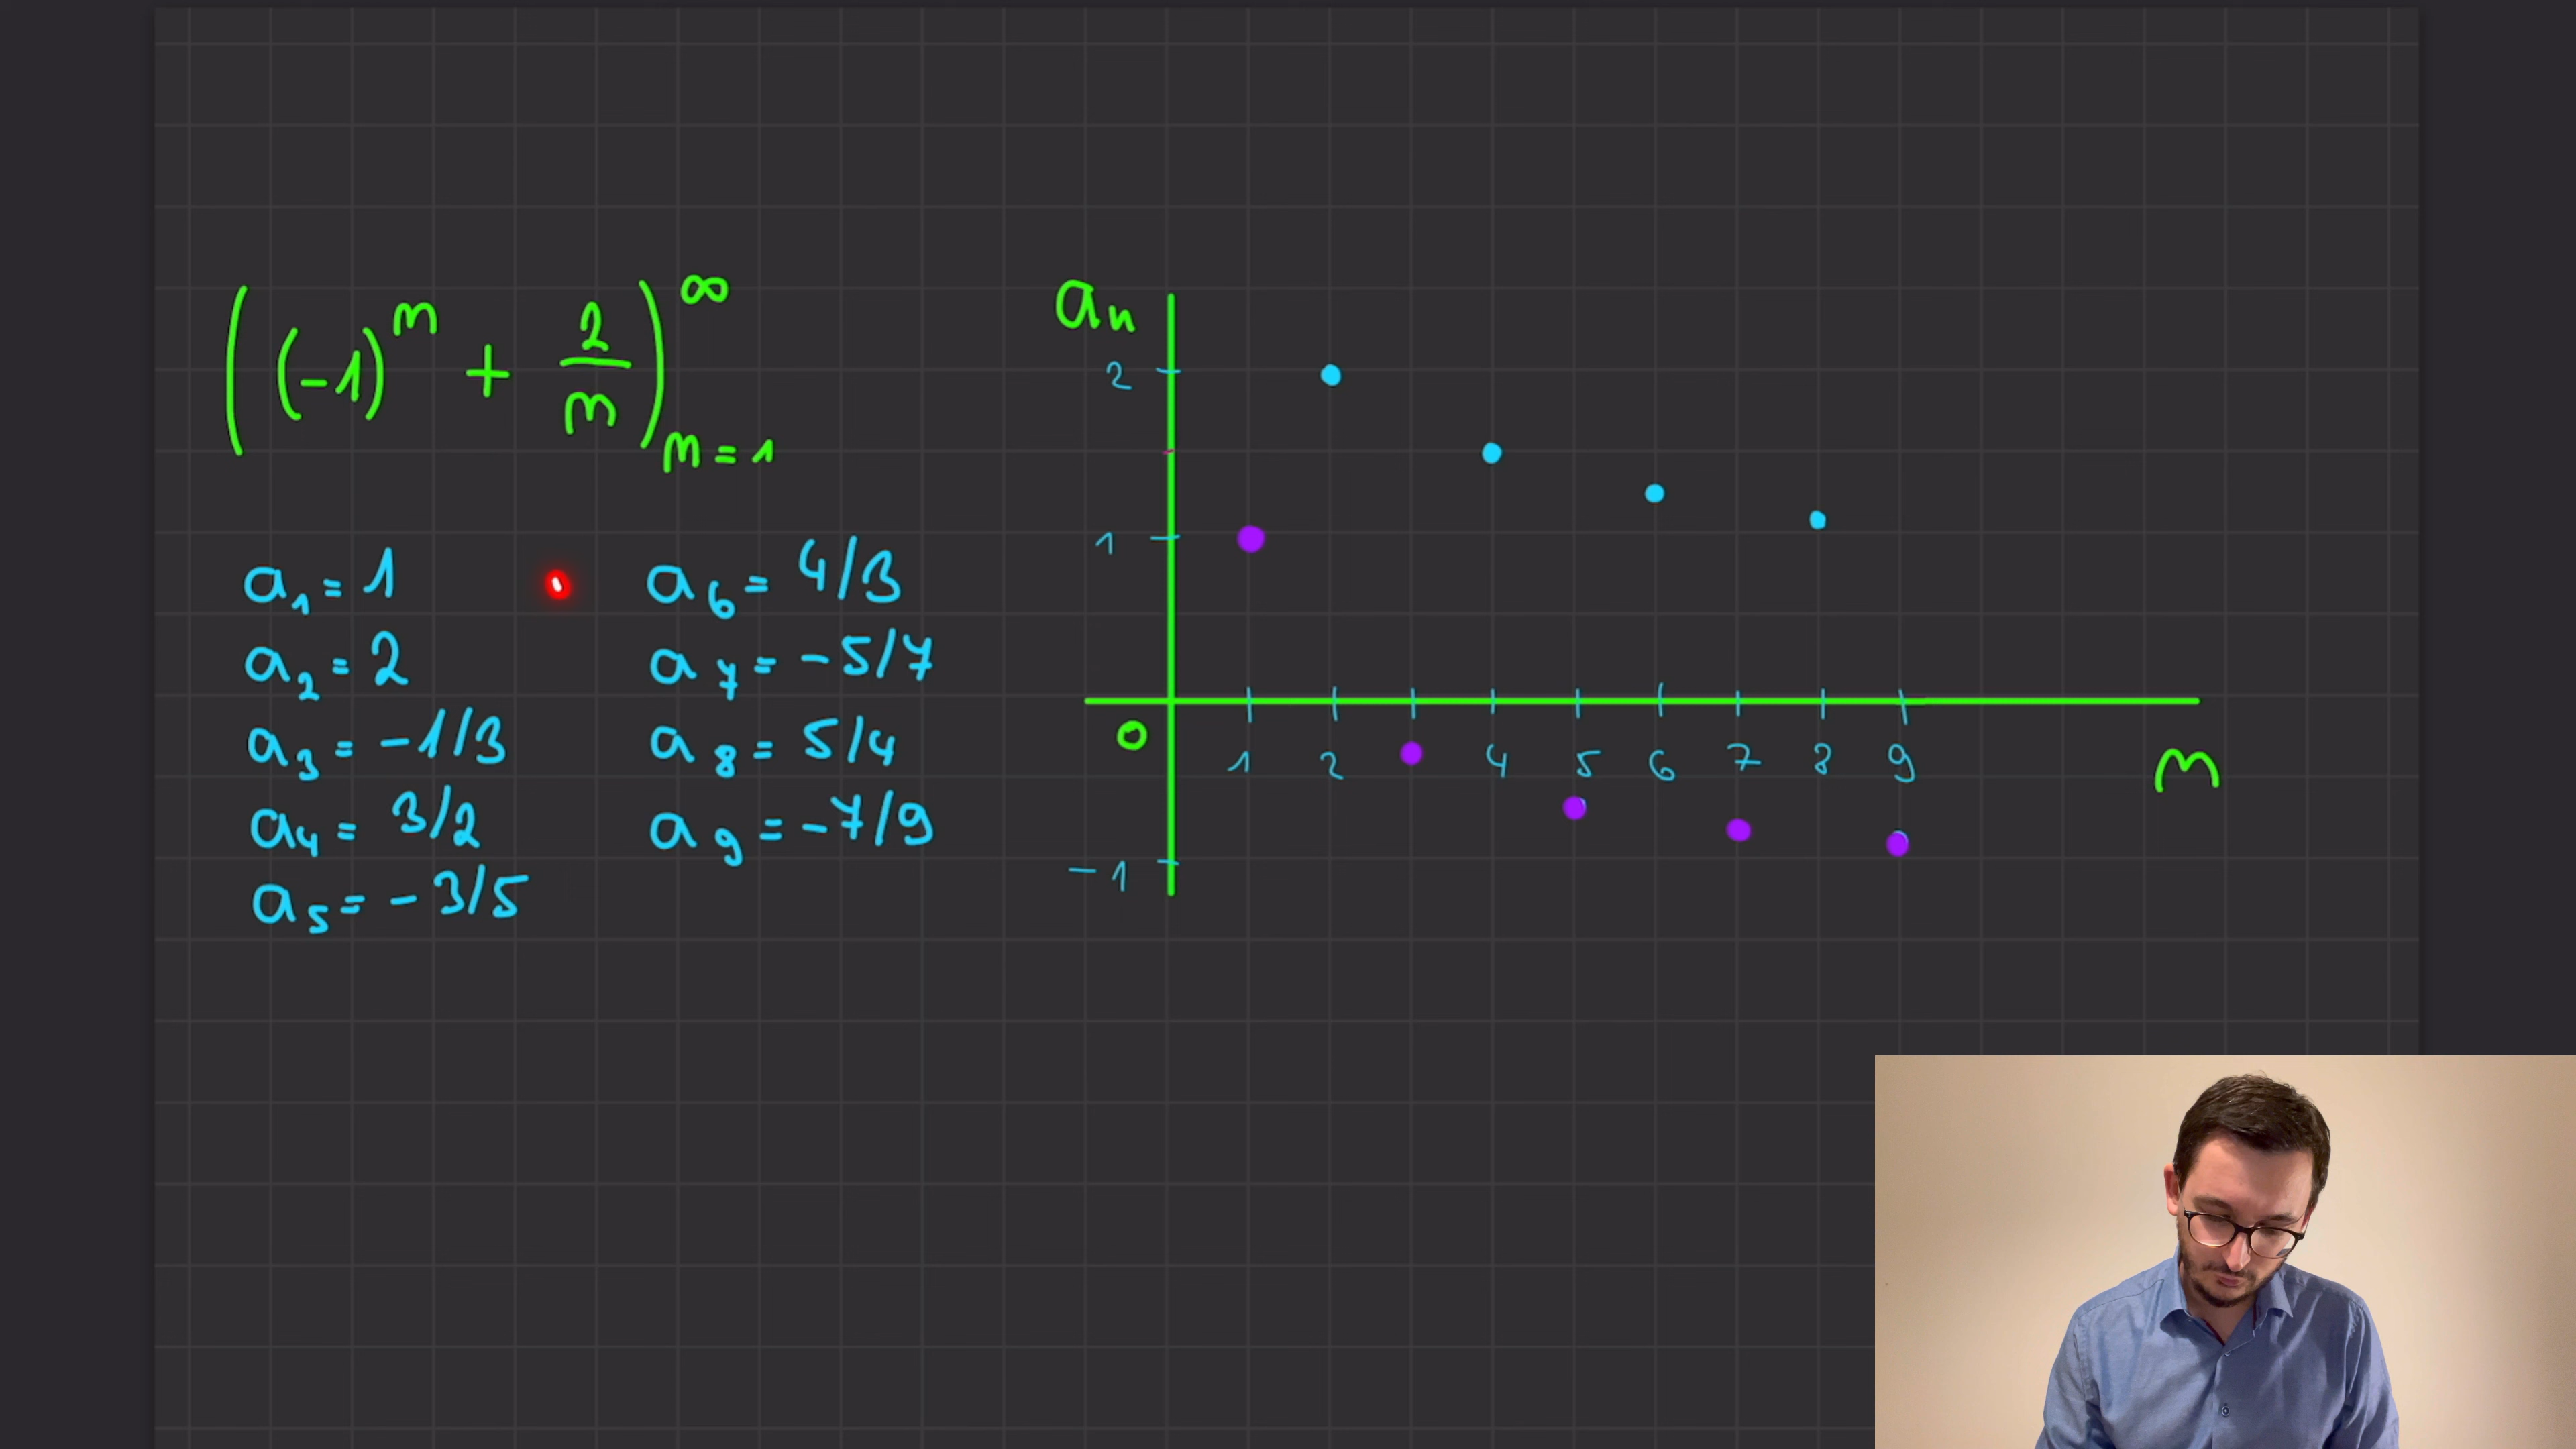 ( (-1)^n + 2/n )_{n=1}^∞
a₁ = 1
a₂ = 2
a₃ = -1/3
a₄ = 3/2
a₅ = -3/5
a₆ = 4/3
a₇ = -5/7
a₈ = 5/4
a₉ = -7/9
aₙ
2
1
0
-1
1 2 4 5 6 7 8 9
n